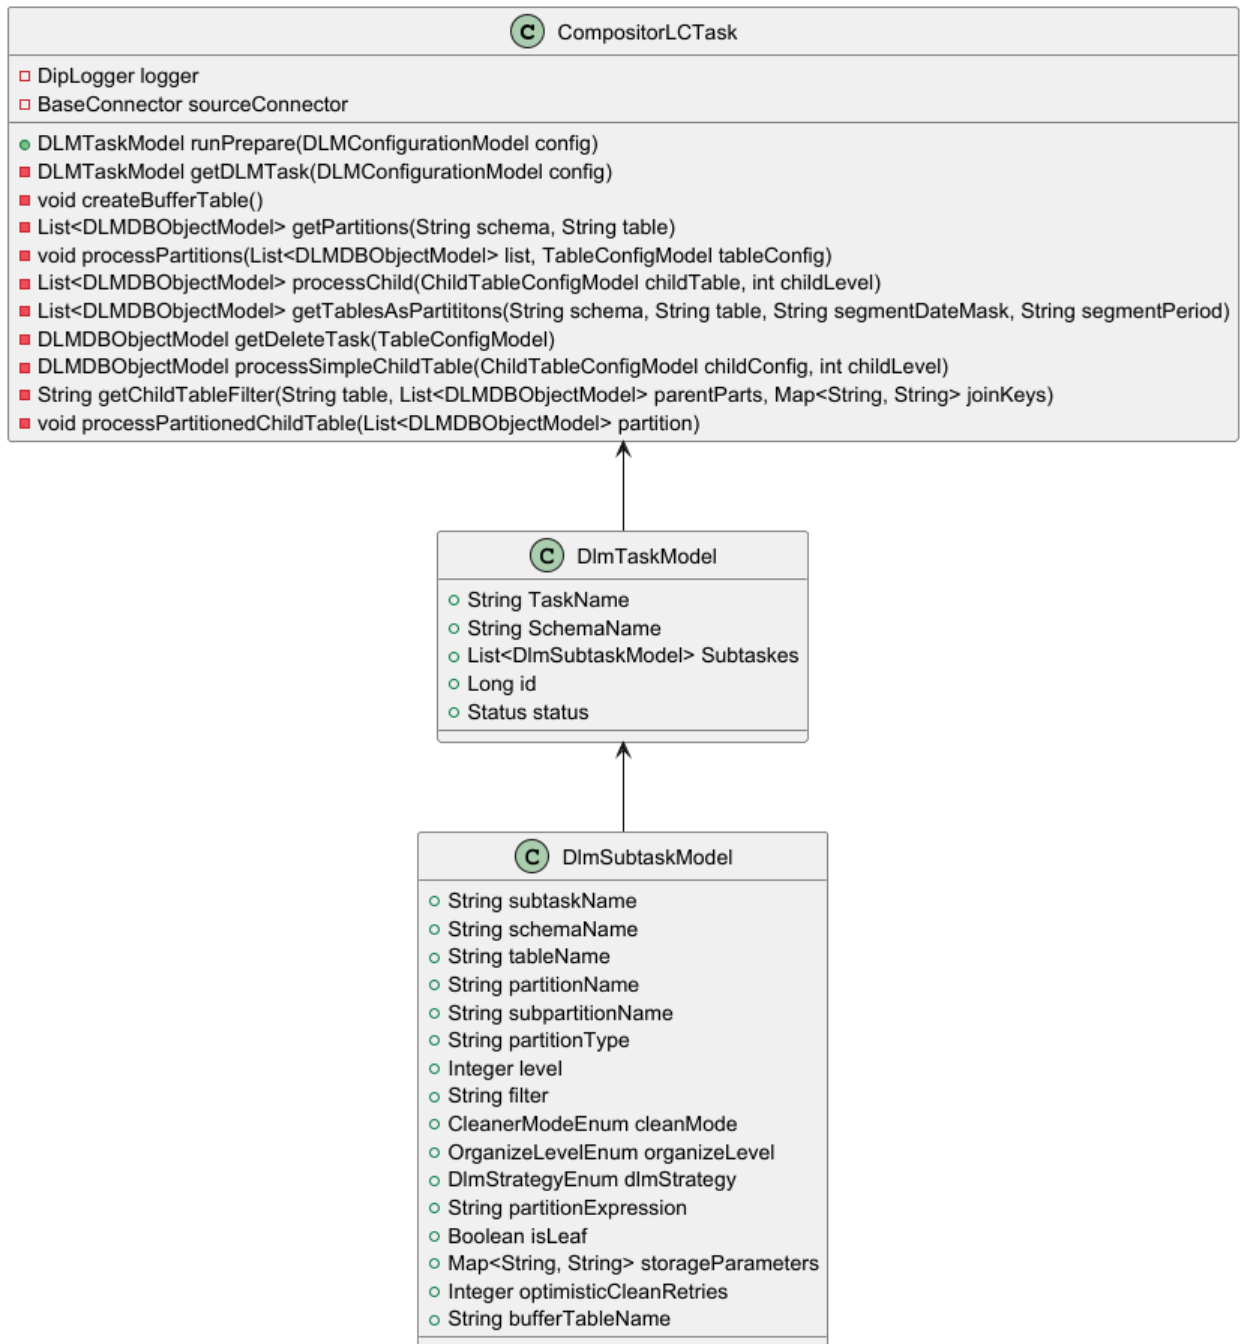 C CompositorLCTask
DipLogger logger
BaseConnector sourceConnector
DLMTaskModel runPrepare(DLMConfigurationModel config)
DLMTaskModel getDLMTask(DLMConfigurationModel config)
void createBufferTable()
List<DLMDBObjectModel> getPartitions(String schema, String table)
void processPartitions(List<DLMDBObjectModel> list, TableConfigModel tableConfig)
List<DLMDBObjectModel> processChild(ChildTableConfigModel childTable, int childLevel)
List<DLMDBObjectModel> getTablesAsPartititons(String schema, String table, String segmentDateMask, String segmentPeriod)
DLMDBObjectModel getDeleteTask(TableConfigModel)
DLMDBObjectModel processSimpleChildTable(ChildTableConfigModel childConfig, int childLevel)
String getChildTableFilter(String table, List<DLMDBObjectModel> parentParts, Map<String, String> joinKeys)
void processPartitionedChildTable(List<DLMDBObjectModel> partition)
C DlmTaskModel
String TaskName
String SchemaName
List<DlmSubtaskModel> Subtaskes
Long id
Status status
C DlmSubtaskModel
String subtaskName
String schemaName
String tableName
String partitionName
String subpartitionName
String partitionType
Integer level
String filter
CleanerModeEnum cleanMode
OrganizeLevelEnum organizeLevel
DlmStrategyEnum dlmStrategy
String partitionExpression
Boolean isLeaf
Map<String, String> storageParameters
Integer optimisticCleanRetries
String bufferTableName